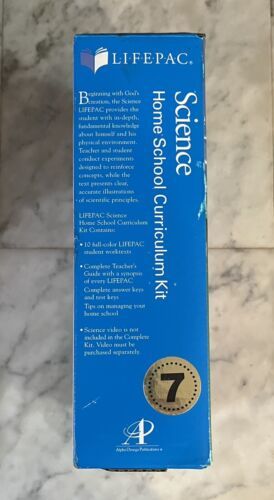 LIFEPAC®
Beginning with God's
creation, the Science
LIFEPAC provides the
student with in-depth,
fundamental knowledge
about himself and his
physical environment.
Teacher and student
conduct experiments
designed to reinforce
concepts, while the
text presents clear,
accurate illustrations
of scientific principles.
LIFEPAC Science
Home School Curriculum
Kit Contains:
• 10 full-color LIFEPAC
student worktexts
• Complete Teacher's
Guide with a synopsis
of every LIFEPAC
Complete answer keys
and test keys
Tips on managing your
home school
• Science video is not
included in the Complete
Kit. Video must be
purchased separately.
Science
Home School Curriculum Kit
7
Alpha Omega Publications®